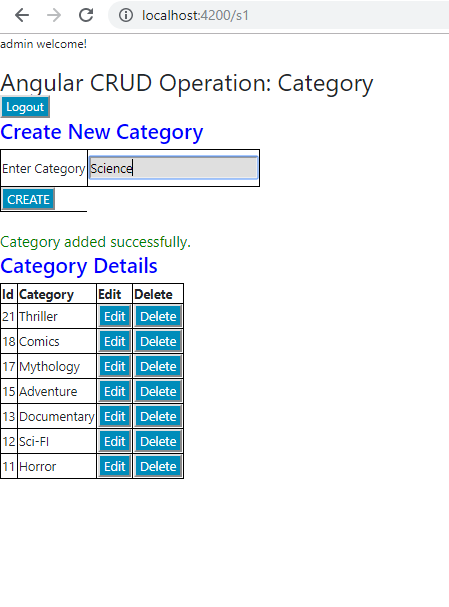 localhost:4200/s1
admin welcome!
Angular CRUD Operation: Category
Logout
Create New Category
Enter Category Science
CREATE
Category added successfully.
Category Details
Id Category Edit Delete
21 Thriller Edit Delete
18 Comics Edit Delete
17 Mythology Edit Delete
15 Adventure Edit Delete
13 Documentary Edit Delete
12 Sci-FI Edit Delete
11 Horror Edit Delete